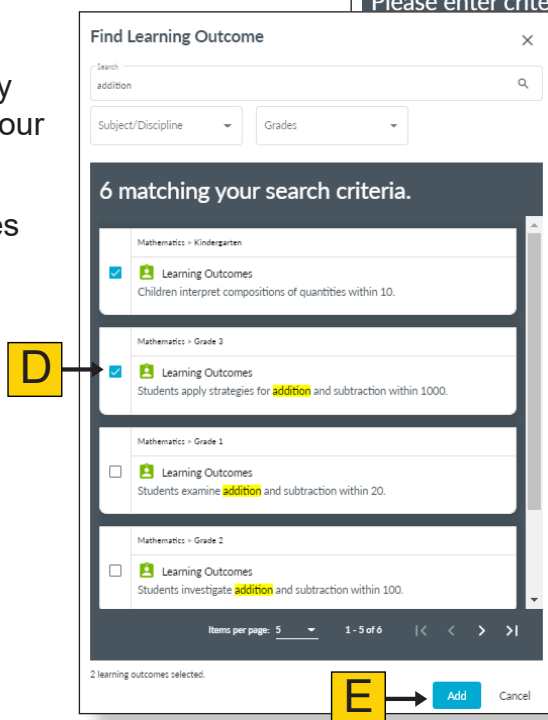 Please enter crite
Find Learning Outcome
y
our
es
Search
addition
Subject/Discipline
Grades
6 matching your search criteria.
Mathematics > Kindergarten
Learning Outcomes
Children interpret compositions of quantities within 10.
D
Mathematics > Grade 3
Learning Outcomes
Students apply strategies for addition and subtraction within 1000.
Mathematics > Grade 1
Learning Outcomes
Students examine addition and subtraction within 20.
Mathematics > Grade 2
Learning Outcomes
Students investigate addition and subtraction within 100.
Items per page: 5 1 - 5 of 6
2 learning outcomes selected.
E
Add Cancel